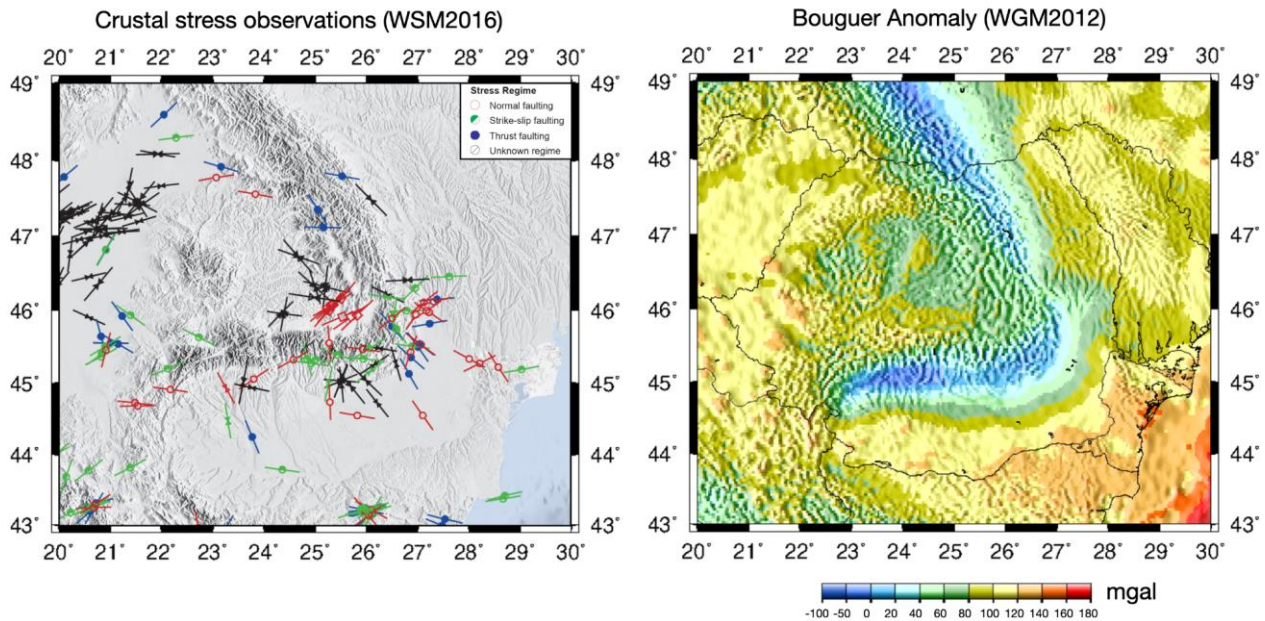 Crustal stress observations (WSM2016)
Bouguer Anomaly (WGM2012)
20˚ 21˚ 22˚ 23˚ 24˚ 25˚ 26˚ 27˚ 28˚ 29˚ 30˚
20˚ 21˚ 22˚ 23˚ 24˚ 25˚ 26˚ 27˚ 28˚ 29˚ 30˚
49˚ 49˚ 49˚ 49˚
Stress Regime
Normal faulting
Strike-slip faulting
Thrust faulting
Unknown regime
48˚ 48˚ 48˚ 48˚
47˚ 47˚ 47˚ 47˚
46˚ 46˚ 46˚ 46˚
45˚ 45˚ 45˚ 45˚
44˚ 44˚ 44˚ 44˚
43˚ 43˚ 43˚ 43˚
20˚ 21˚ 22˚ 23˚ 24˚ 25˚ 26˚ 27˚ 28˚ 29˚ 30˚
20˚ 21˚ 22˚ 23˚ 24˚ 25˚ 26˚ 27˚ 28˚ 29˚ 30˚
mgal
-100 -50 0 20 40 60 80 100 120 140 160 180